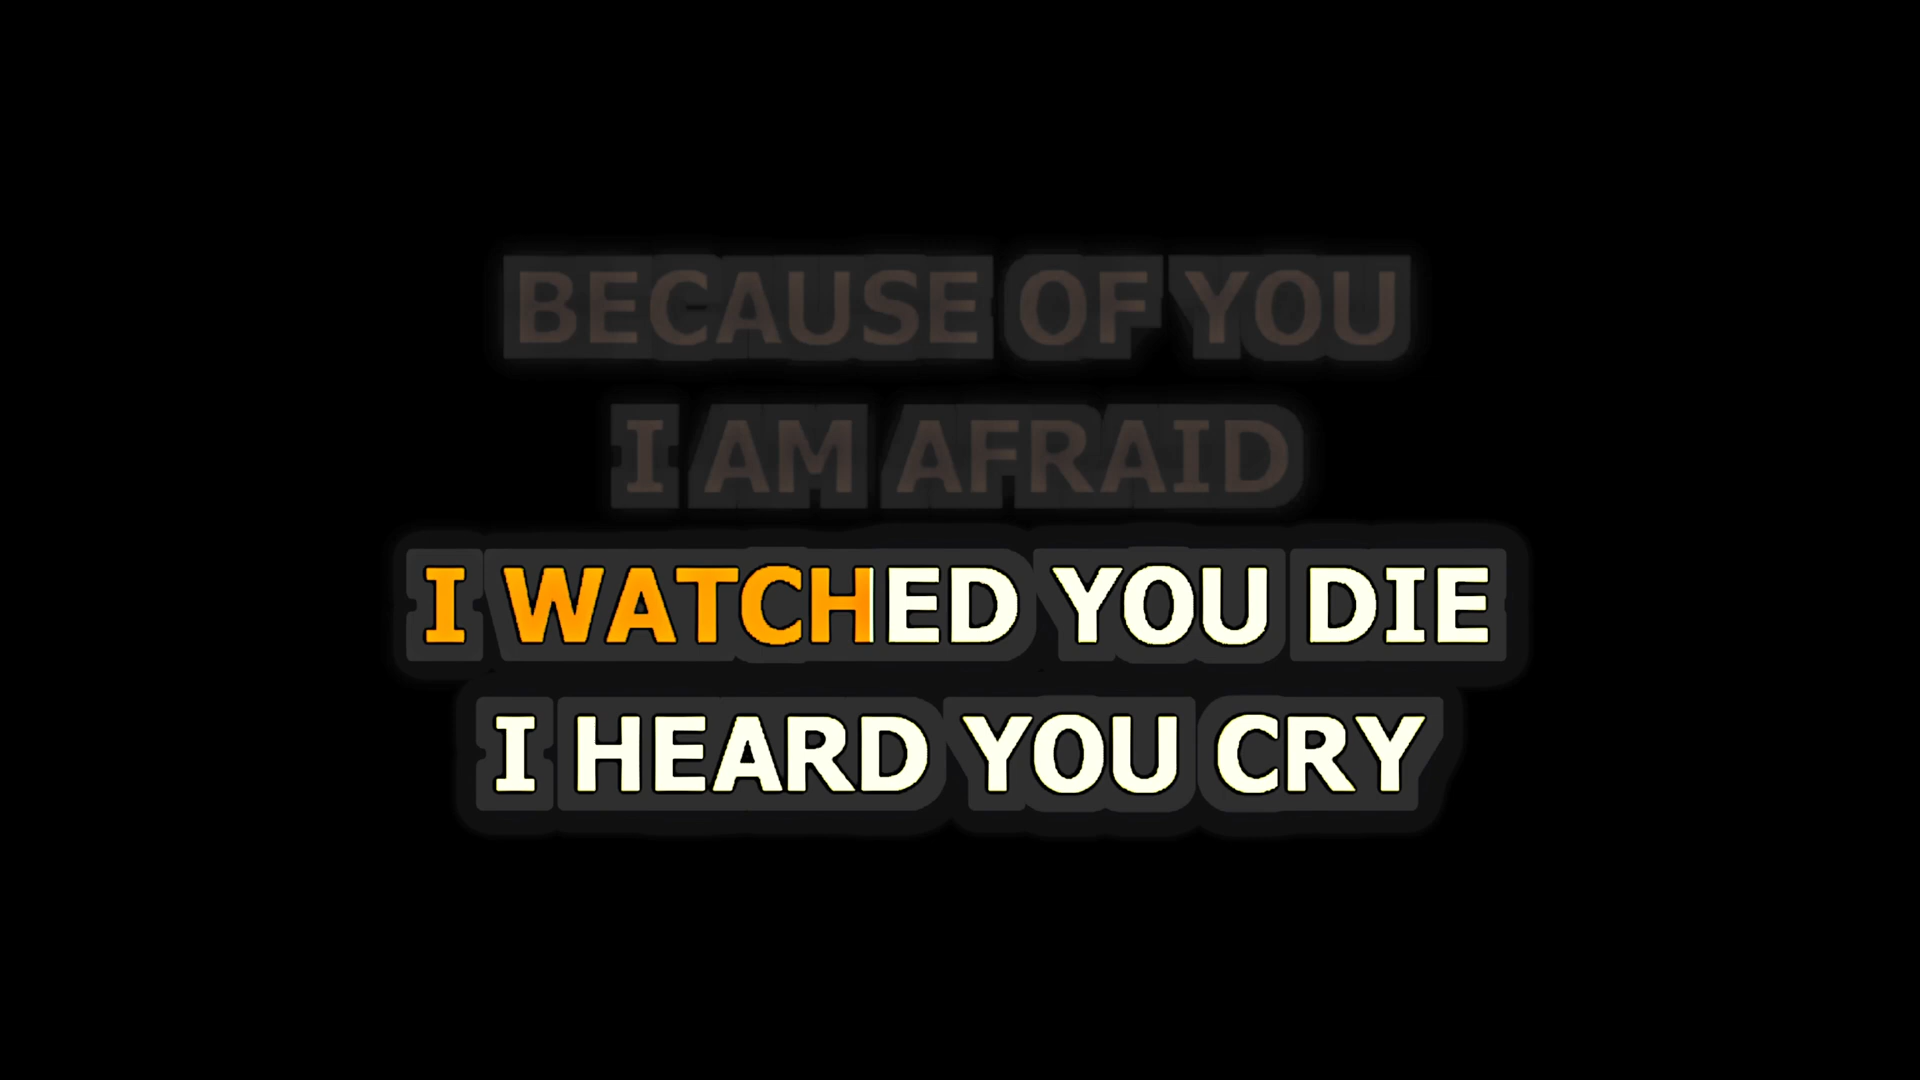 BECAUSE OF YOU
I AM AFRAID
I WATCHED YOU DIE
I HEARD YOU CRY